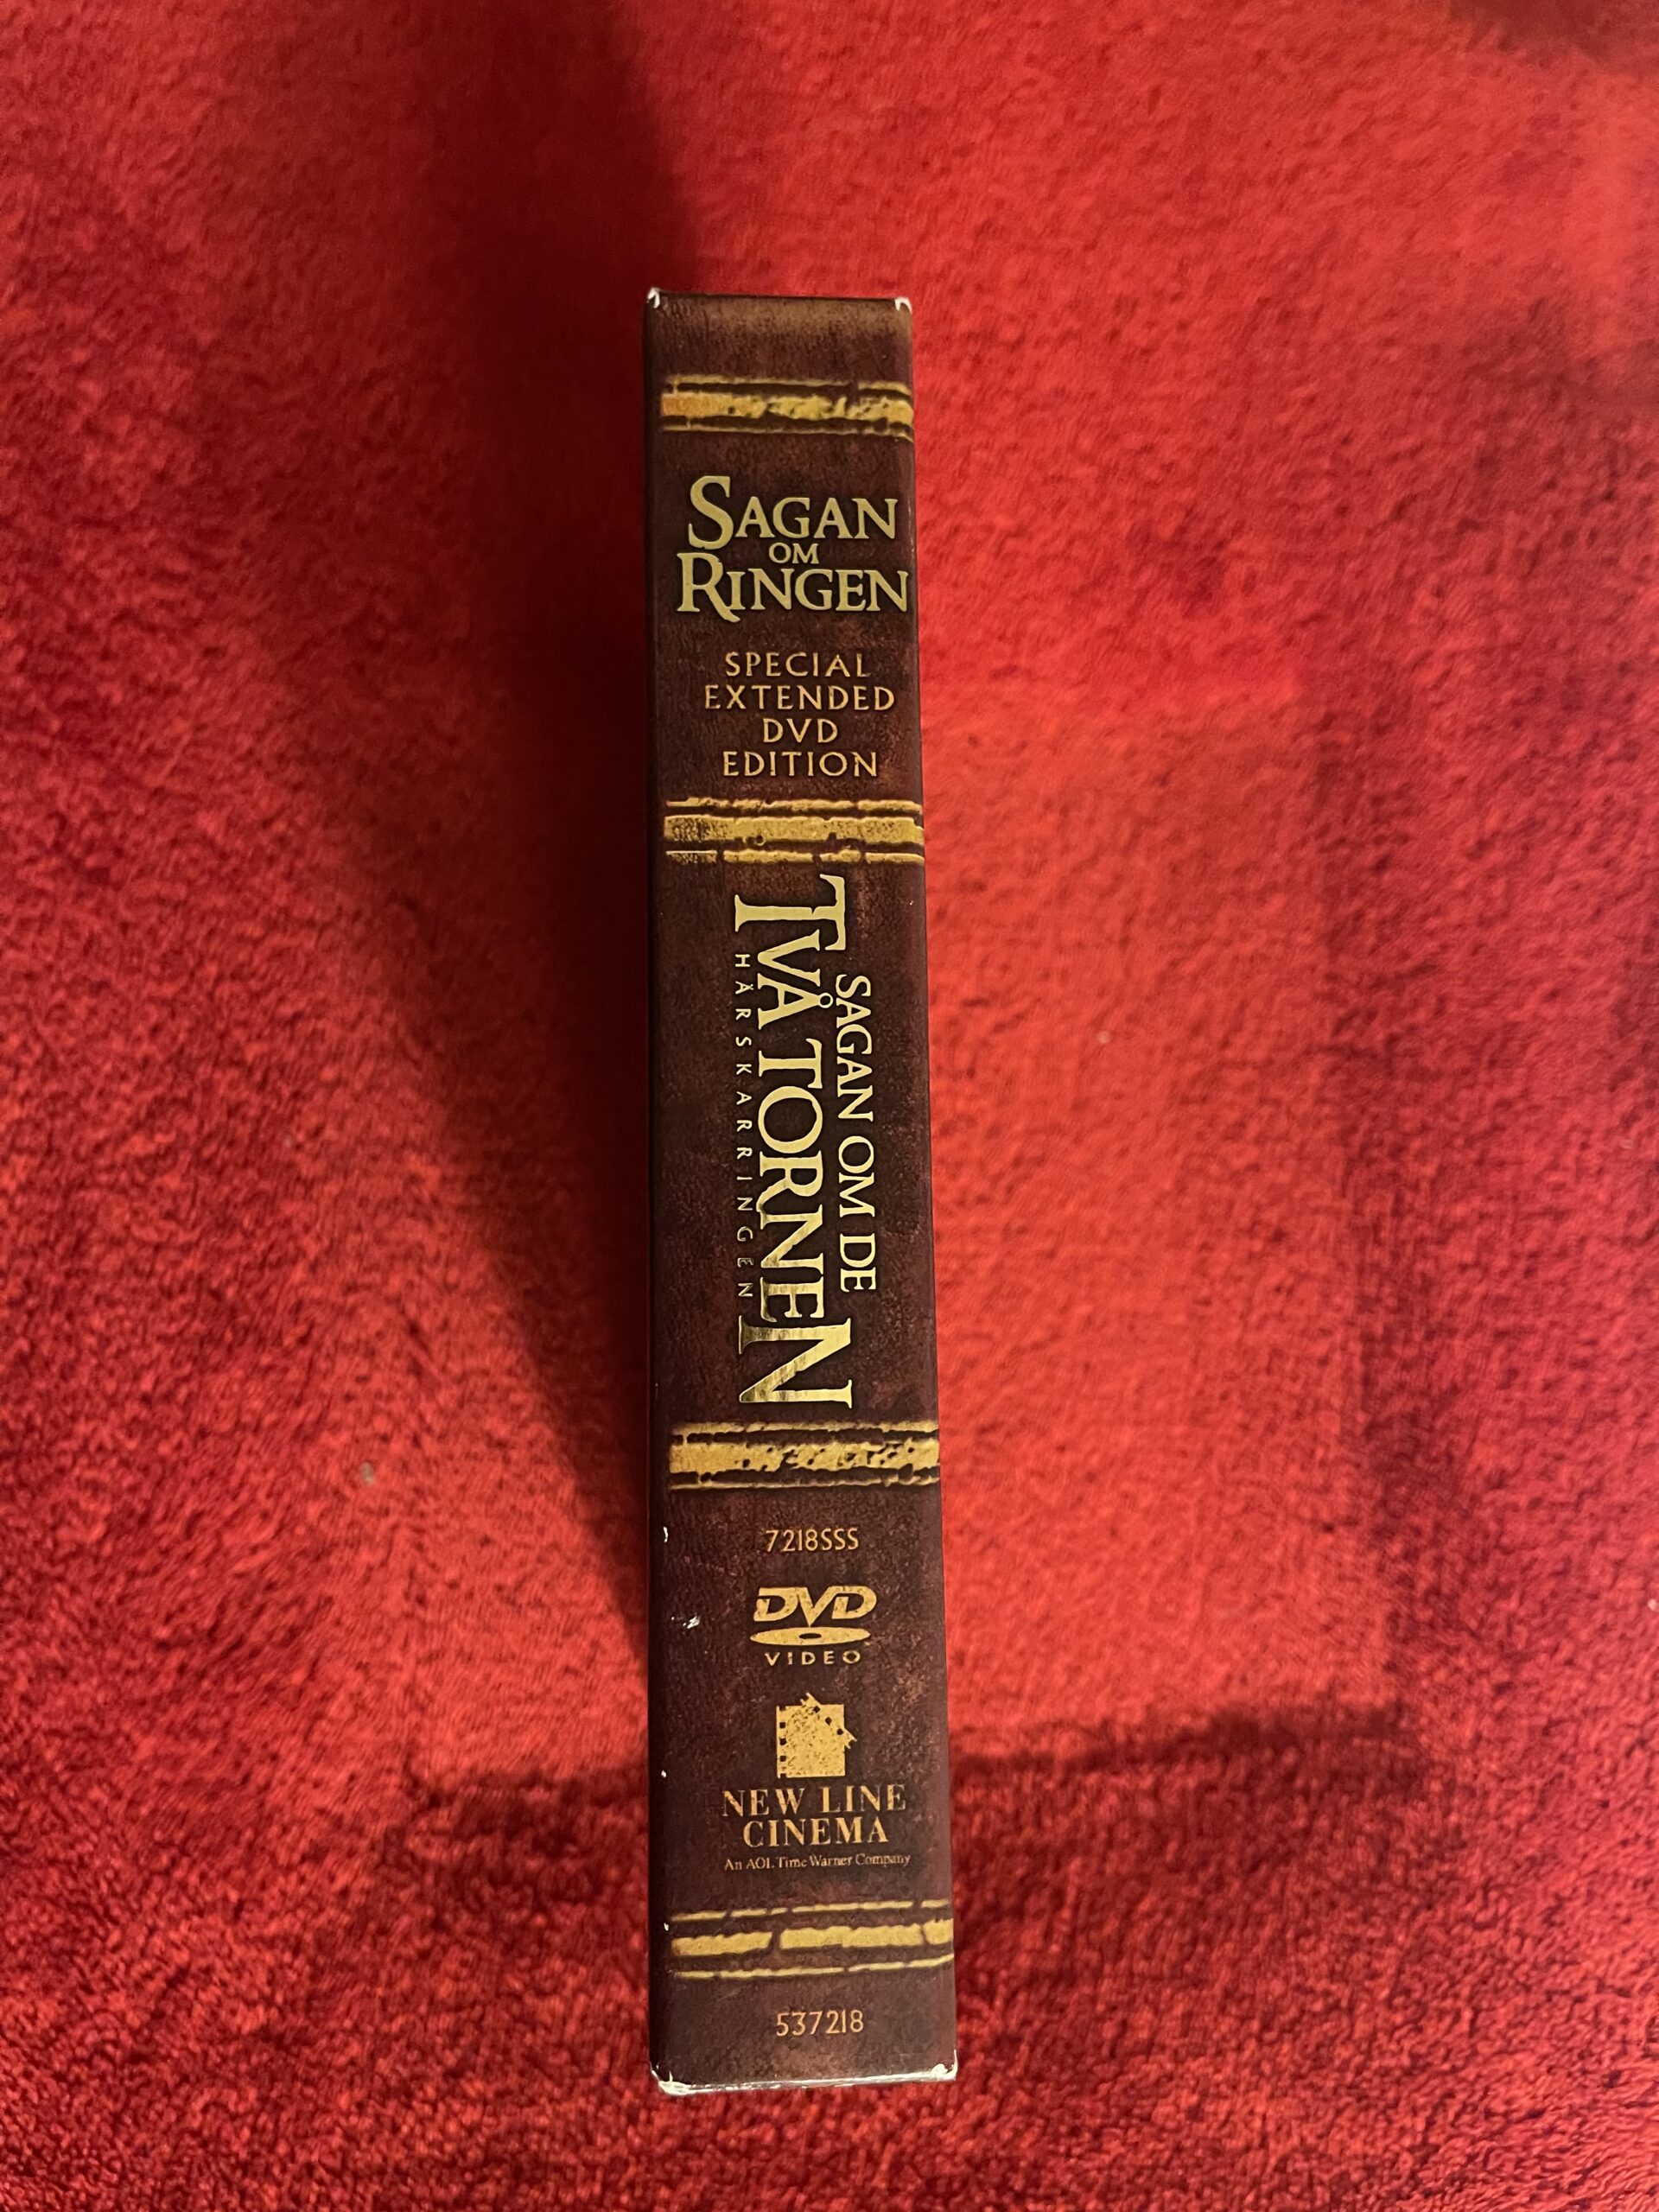 SAGAN
OM
RINGEN
SPECIAL
EXTENDED
DVD
EDITION
SAGAN OM DE
TVÅ TORNEN
HÄRSKARRINGEN
7218SSS
DVD
VIDEO
NEW LINE
CINEMA
An AOL Time Warner Company
537218